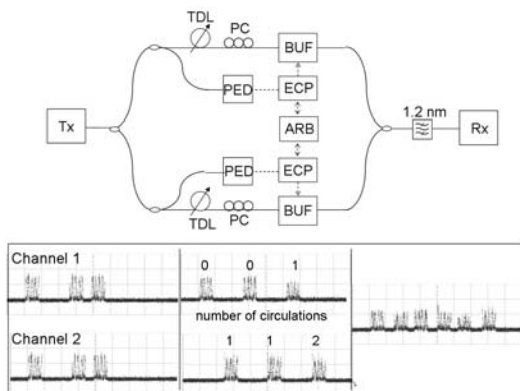 TDL
PC
BUF
PED
ECP
1.2 nm
Tx
ARB
Rx
PED
ECP
TDL
PC
BUF
Channel 1
0 0 1
number of circulations
Channel 2
1 1 2